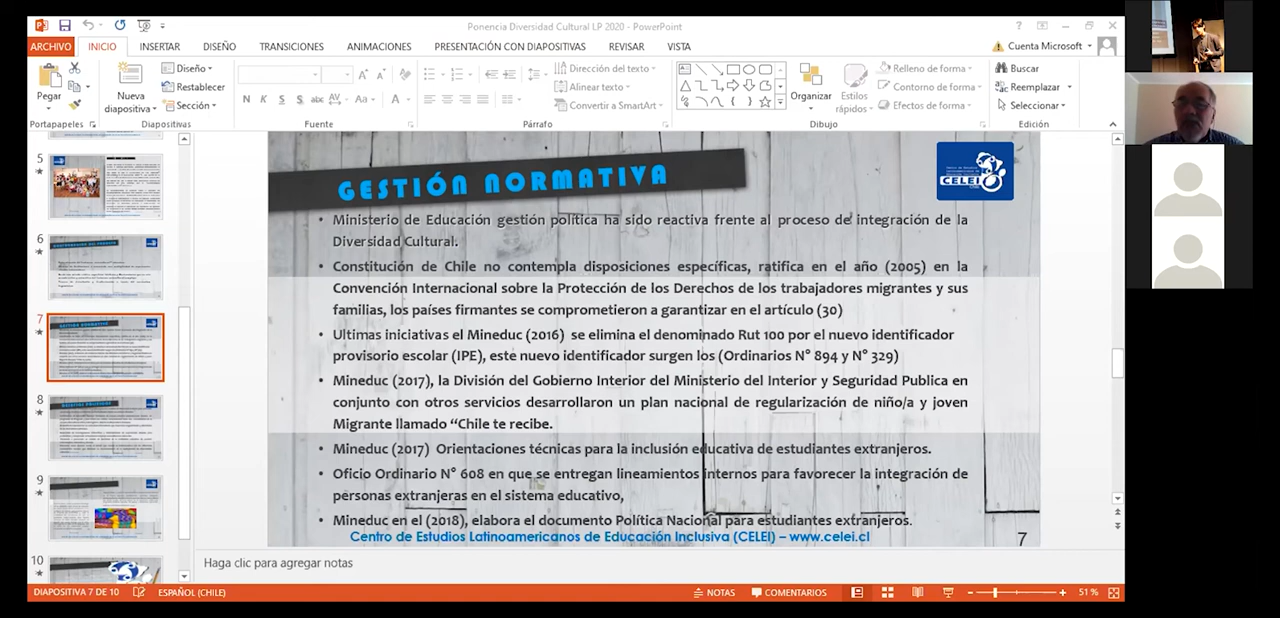 Ponencia Diversidad Cultural LP 2020 - PowerPoint
ARCHIVO INICIO INSERTAR DISEÑO TRANSICIONES ANIMACIONES PRESENTACIÓN CON DIAPOSITIVAS REVISAR VISTA
Cuenta Microsoft
Pegar
Nueva
diapositiva
Diseño
Restablecer
Sección
N K S S abc AV Aa A
Dirección del texto
Alinear texto
Convertir a SmartArt
Organizar
Estilos
rápidos
Relleno de forma
Contorno de forma
Efectos de forma
Buscar
Reemplazar
Seleccionar
Portapapeles Diapositivas Fuente Párrafo Dibujo Edición
5
6
7
8
9
10
GESTIÓN NORMATIVA
CELEI
• Ministerio de Educación gestión política ha sido reactiva frente al proceso de integración de la
Diversidad Cultural.
• Constitución de Chile no contempla disposiciones específicas, ratifica en el año (2005) en la
Convención Internacional sobre la Protección de los Derechos de los trabajadores migrantes y sus
familias, los países firmantes se comprometieron a garantizar en el artículo (30)
• Ultimas iniciativas el Mineduc (2016) se elimina el denominado Run100 por el nuevo identificador
provisorio escolar (IPE), en este identificador surgen los (Ordinarios N° 894 y N° 329)
• Mineduc (2017), la División del Gobierno Interior del Ministerio del Interior y Seguridad Publica en
conjunto con otros servicios desarrollaron un plan nacional de regularización de niño/a y joven
Migrante llamado “Chile te recibe.
• Mineduc (2017) Orientaciones técnicas para la inclusión educativa de estudiantes extranjeros.
• Oficio Ordinario N° 608 en que se entregan lineamientos internos para favorecer la integración de
personas extranjeras en el sistema educativo,
• Mineduc en el (2018), elabora el documento Política Nacional para estudiantes extranjeros.
Centro de Estudios Latinoamericanos de Educación Inclusiva (CELEI) – www.celei.cl
7
Haga clic para agregar notas
DIAPOSITIVA 7 DE 10 ESPAÑOL (CHILE) NOTAS COMENTARIOS 51 %